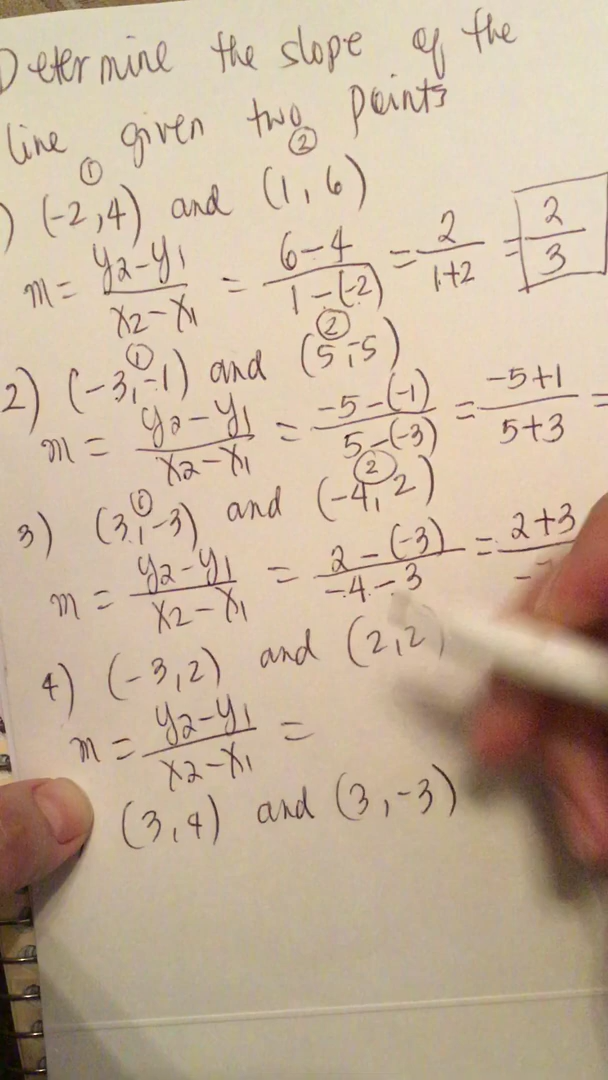 Determine the slope of the
line given two points
① ②
) (-2,4) and (1,6)
m = y2-y1/x2-x1 = 6-4/1-(-2) = 2/1+2 = 2/3
① ②
2) (-3,-1) and (5,-5)
m = y2-y1/x2-x1 = -5-(-1)/5-(-3) = -5+1/5+3 =
① ②
3) (3,-3) and (-4,2)
m = y2-y1/x2-x1 = 2-(-3)/-4-3 = 2+3/-
4) (-3,2) and (2,2)
m = y2-y1/x2-x1 =
(3,4) and (3,-3)